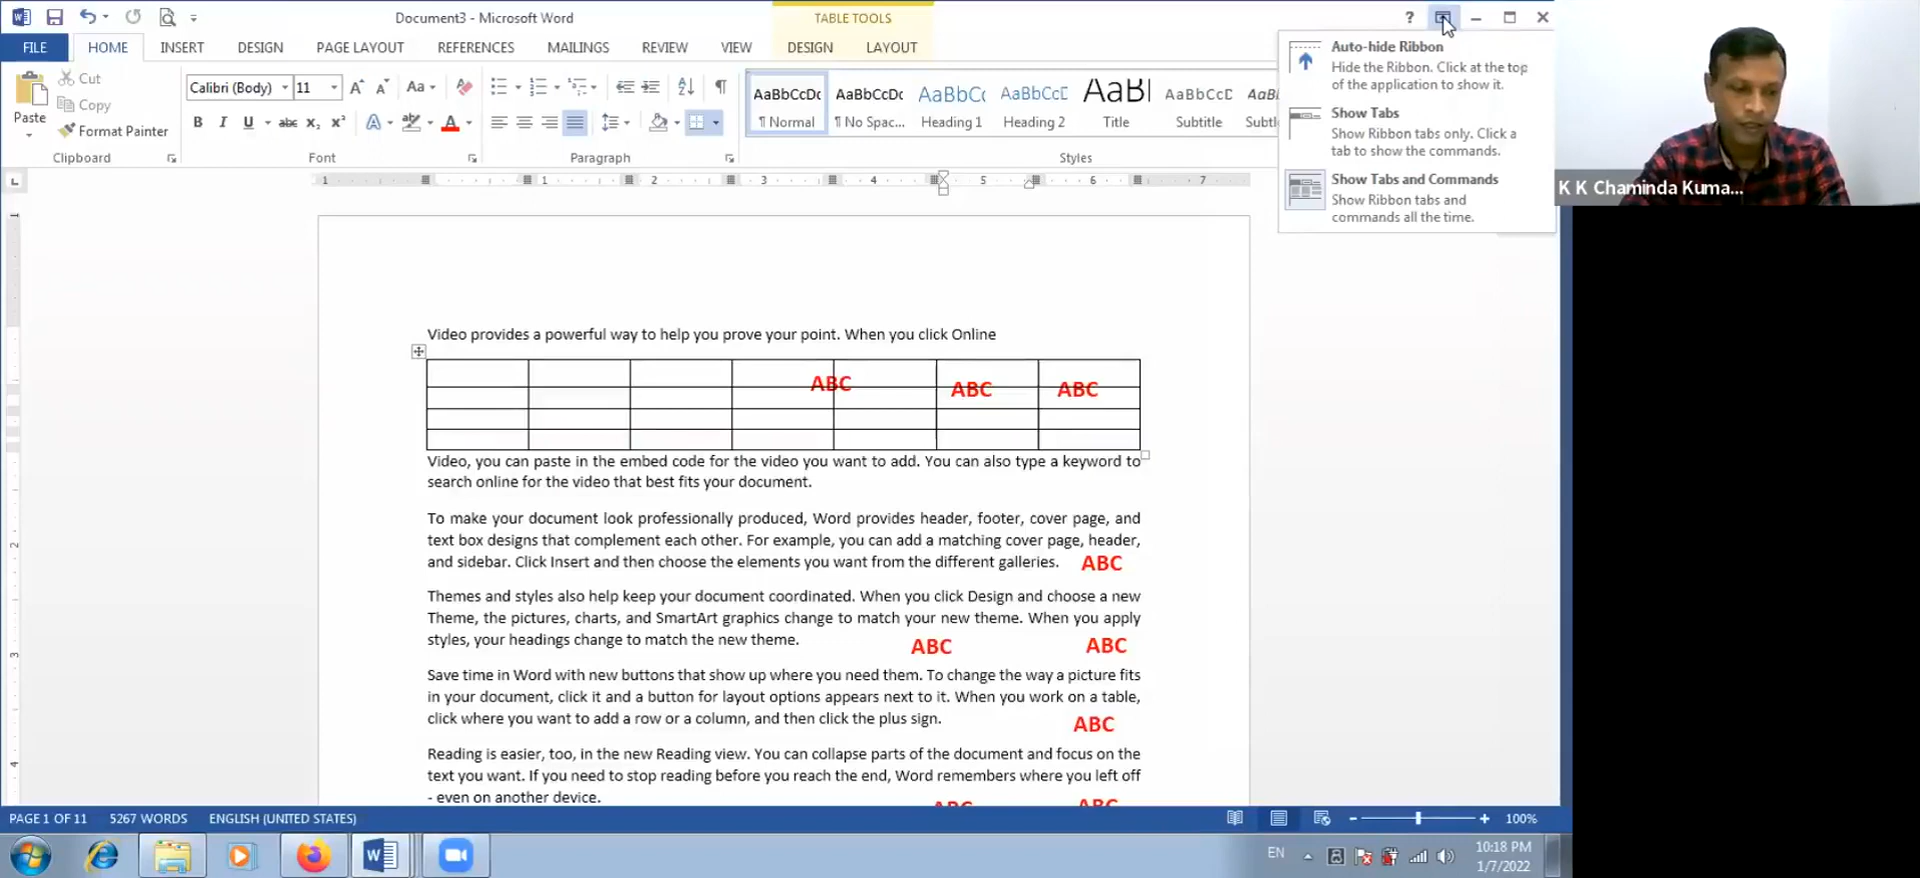 Document3 - Microsoft Word
TABLE TOOLS
?
FILE HOME INSERT DESIGN PAGE LAYOUT REFERENCES MAILINGS REVIEW VIEW DESIGN LAYOUT
Paste
Cut
Copy
Format Painter
Clipboard
Calibri (Body) 11
Font
Paragraph
AaBbCcDc ¶ Normal
AaBbCcDc ¶ No Spac...
AaBbCc Heading 1
AaBbCcD Heading 2
AaBl Title
AaBbCcD Subtitle
Styles
Auto-hide Ribbon
Hide the Ribbon. Click at the top
of the application to show it.
Show Tabs
Show Ribbon tabs only. Click a
tab to show the commands.
Show Tabs and Commands
Show Ribbon tabs and
commands all the time.
K K Chaminda Kuma...
1 1 2 3 4 5 6 7
Video provides a powerful way to help you prove your point. When you click Online
ABC ABC ABC
Video, you can paste in the embed code for the video you want to add. You can also type a keyword to
search online for the video that best fits your document.
To make your document look professionally produced, Word provides header, footer, cover page, and
text box designs that complement each other. For example, you can add a matching cover page, header,
and sidebar. Click Insert and then choose the elements you want from the different galleries. ABC
Themes and styles also help keep your document coordinated. When you click Design and choose a new
Theme, the pictures, charts, and SmartArt graphics change to match your new theme. When you apply
styles, your headings change to match the new theme. ABC ABC
Save time in Word with new buttons that show up where you need them. To change the way a picture fits
in your document, click it and a button for layout options appears next to it. When you work on a table,
click where you want to add a row or a column, and then click the plus sign. ABC
Reading is easier, too, in the new Reading view. You can collapse parts of the document and focus on the
text you want. If you need to stop reading before you reach the end, Word remembers where you left off
- even on another device. ABC ABC
PAGE 1 OF 11 5267 WORDS ENGLISH (UNITED STATES) 100%
EN
10:18 PM
1/7/2022